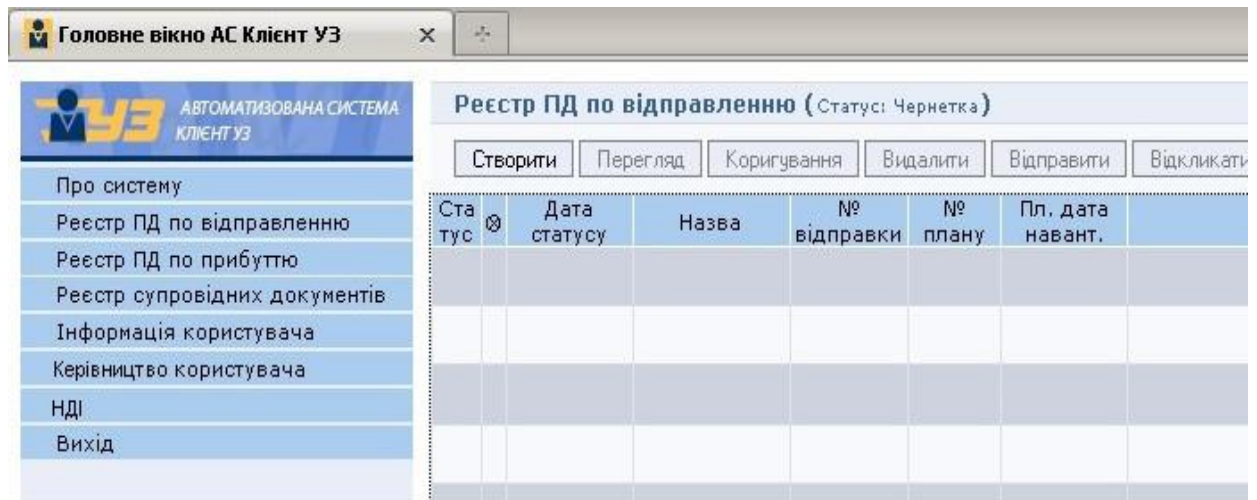 Головне вікно АС Клієнт УЗ
УЗ АВТОМАТИЗОВАНА СИСТЕМА
КЛІЄНТ УЗ
Про систему
Реєстр ПД по відправленню
Реєстр ПД по прибуттю
Реєстр супровідних документів
Інформація користувача
Керівництво користувача
НДІ
Вихід
Реєстр ПД по відправленню (Статус: Чернетка)
Створити Перегляд Коригування Видалити Відправити Відкликати
Ста Дата Назва № № Пл. дата
тус статусу відправки плану навант.